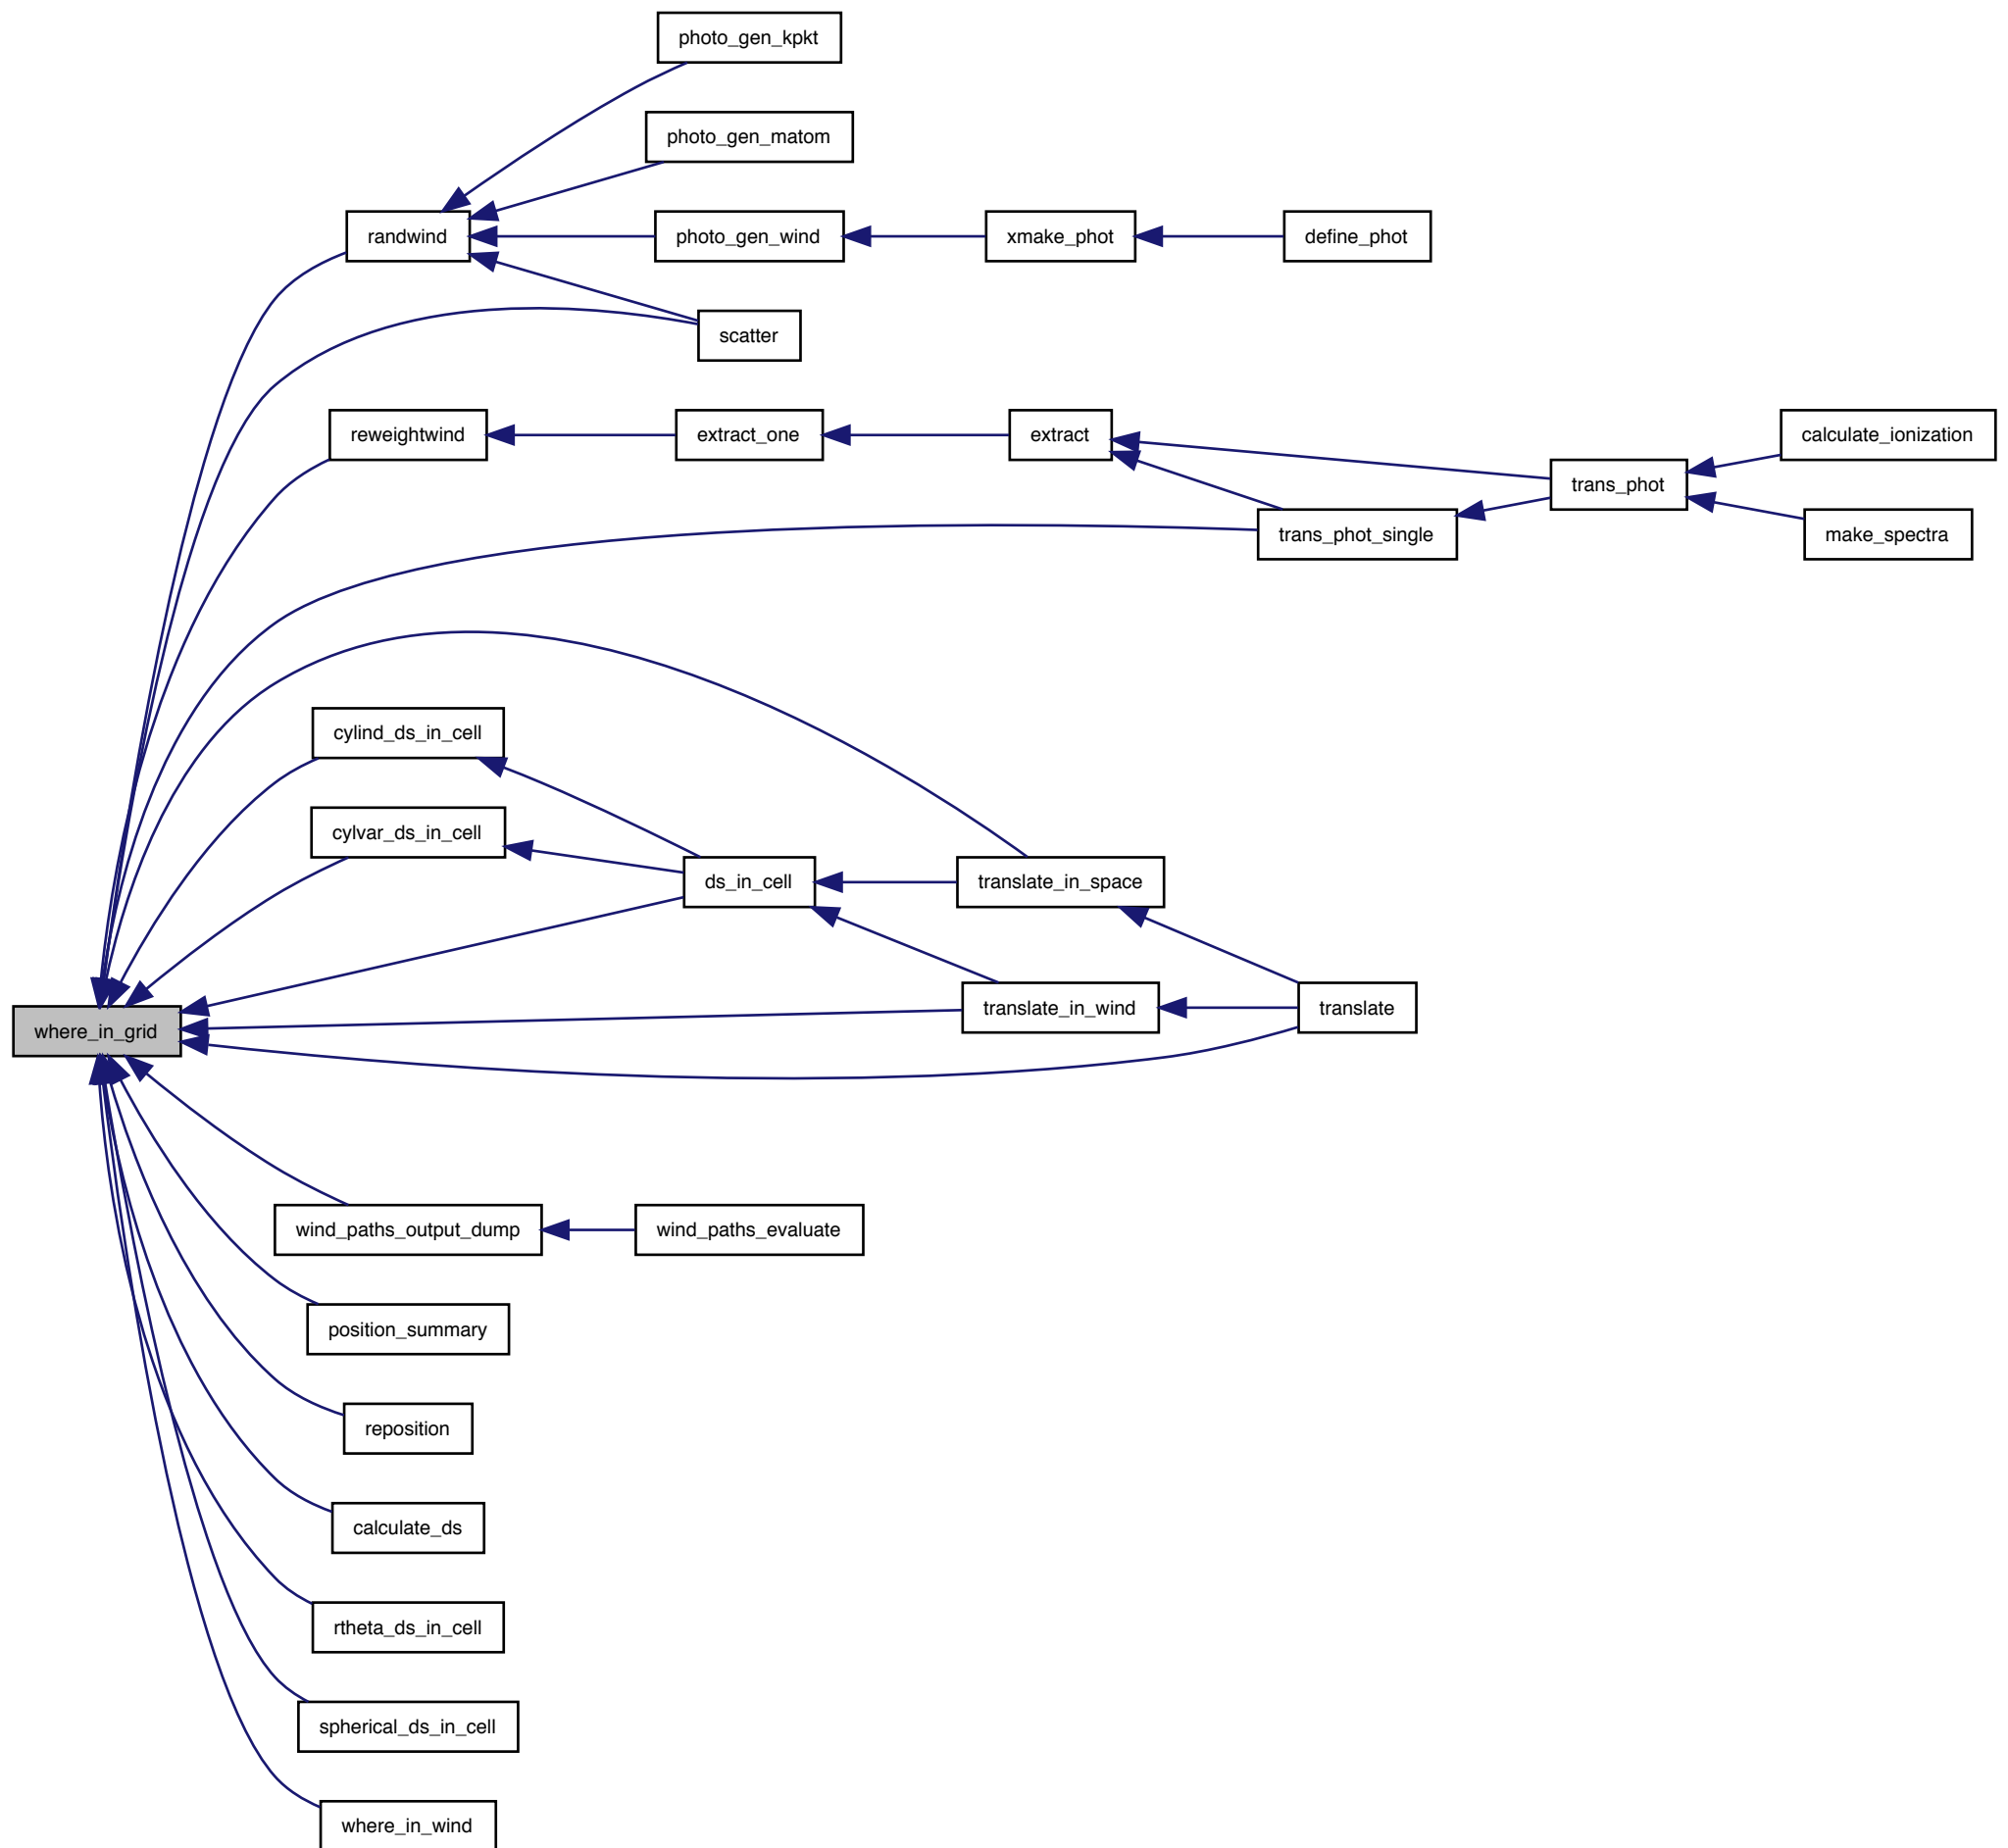 photo_gen_kpkt
photo_gen_matom
randwind
photo_gen_wind
xmake_phot
define_phot
scatter
reweightwind
extract_one
extract
calculate_ionization
trans_phot
trans_phot_single
make_spectra
cylind_ds_in_cell
cylvar_ds_in_cell
ds_in_cell
translate_in_space
translate_in_wind
translate
where_in_grid
wind_paths_output_dump
wind_paths_evaluate
position_summary
reposition
calculate_ds
rtheta_ds_in_cell
spherical_ds_in_cell
where_in_wind